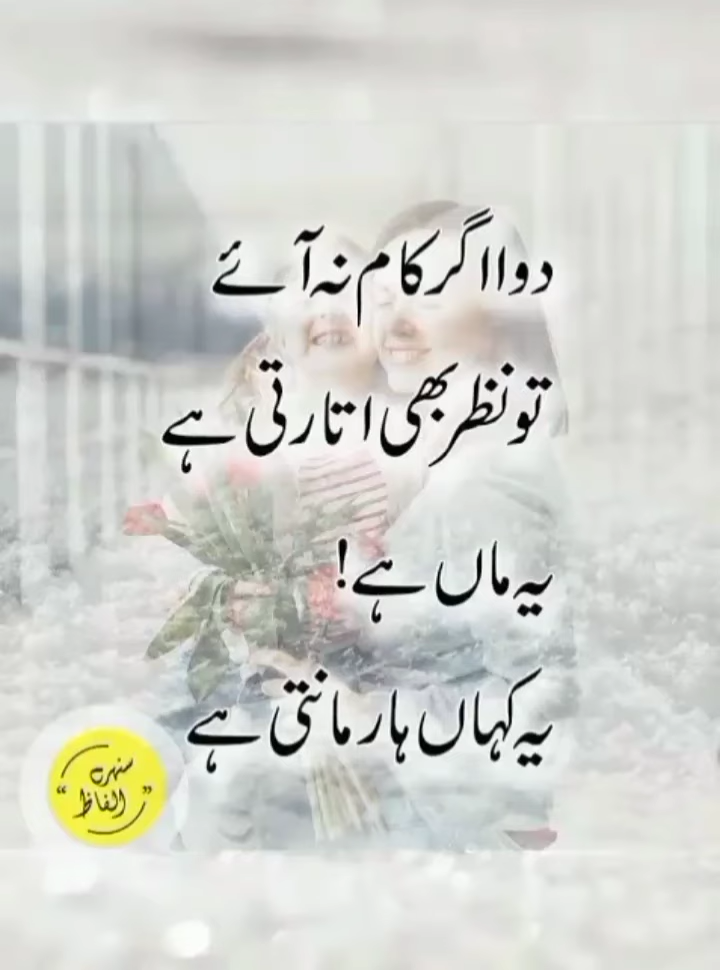 دوا اگر کام نہ آئے
تو نظر بھی اتارتی ہے
یہ ماں ہے!
یہ کہاں ہار مانتی ہے
سنہرے
"الفاظ"